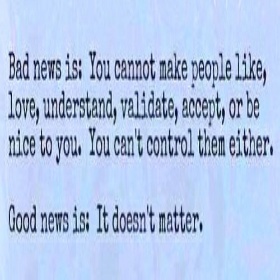 Bad news is: You cannot make people like,
love, understand, validate, accept, or be
nice to you. You can't control them either.
Good news is: It doesn't matter.